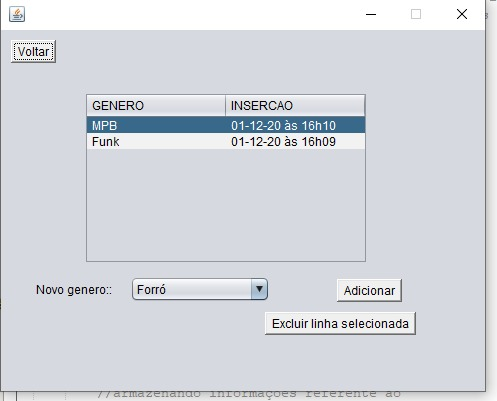 Voltar
GENERO INSERCAO
MPB 01-12-20 às 16h10
Funk 01-12-20 às 16h09
Novo genero:: Forró Adicionar
Excluir linha selecionada
//armazenando informações referente ao